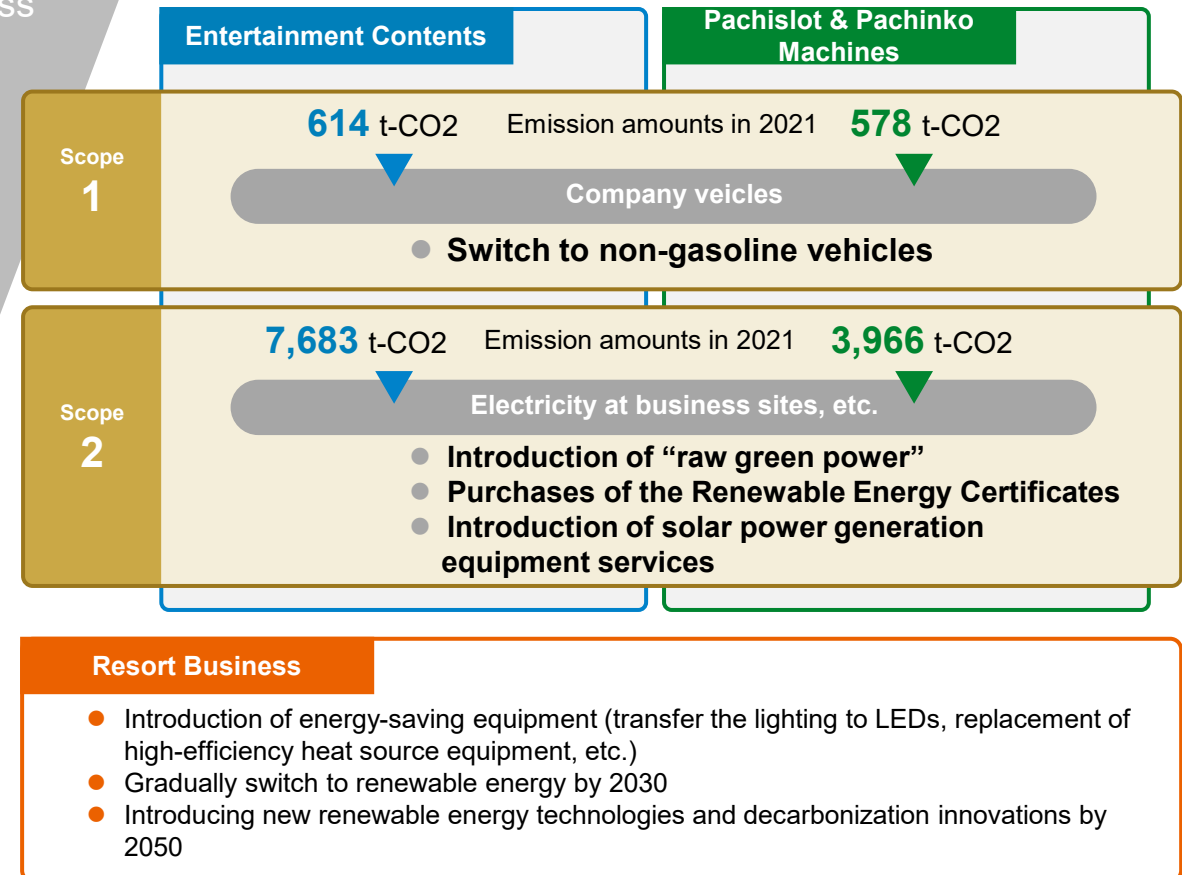 ss
Entertainment Contents
Pachislot & Pachinko
Machines
Scope
1
614 t-CO2 Emission amounts in 2021 578 t-CO2
Company veicles
● Switch to non-gasoline vehicles
Scope
2
7,683 t-CO2 Emission amounts in 2021 3,966 t-CO2
Electricity at business sites, etc.
● Introduction of “raw green power”
● Purchases of the Renewable Energy Certificates
● Introduction of solar power generation
equipment services
Resort Business
● Introduction of energy-saving equipment (transfer the lighting to LEDs, replacement of
high-efficiency heat source equipment, etc.)
● Gradually switch to renewable energy by 2030
● Introducing new renewable energy technologies and decarbonization innovations by
2050